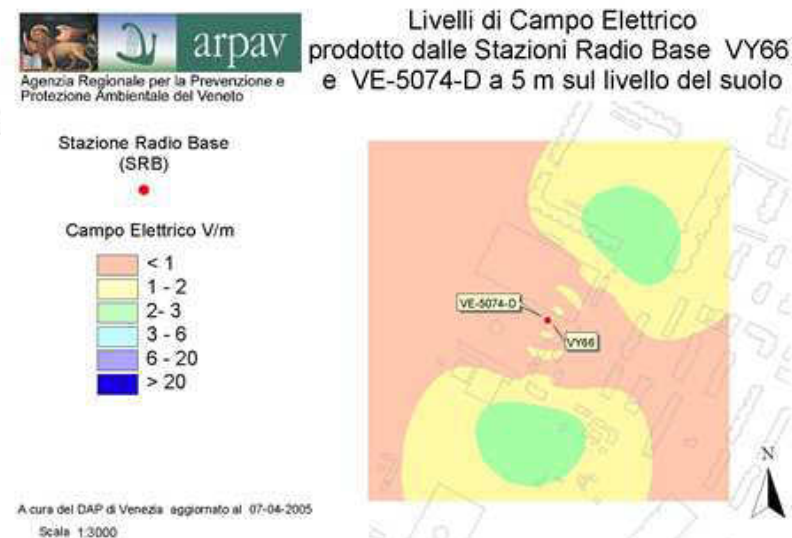 arpav
Agenzia Regionale per la Prevenzione e
Protezione Ambientale del Veneto
Livelli di Campo Elettrico
prodotto dalle Stazioni Radio Base VY66
e VE-5074-D a 5 m sul livello del suolo
Stazione Radio Base
(SRB)
Campo Elettrico V/m
< 1
1 - 2
2- 3
3 - 6
6 - 20
> 20
VE-5074-D
VY66
N
A cura del DAP di Venezia aggiornato al 07-04-2005
Scala 1:3000